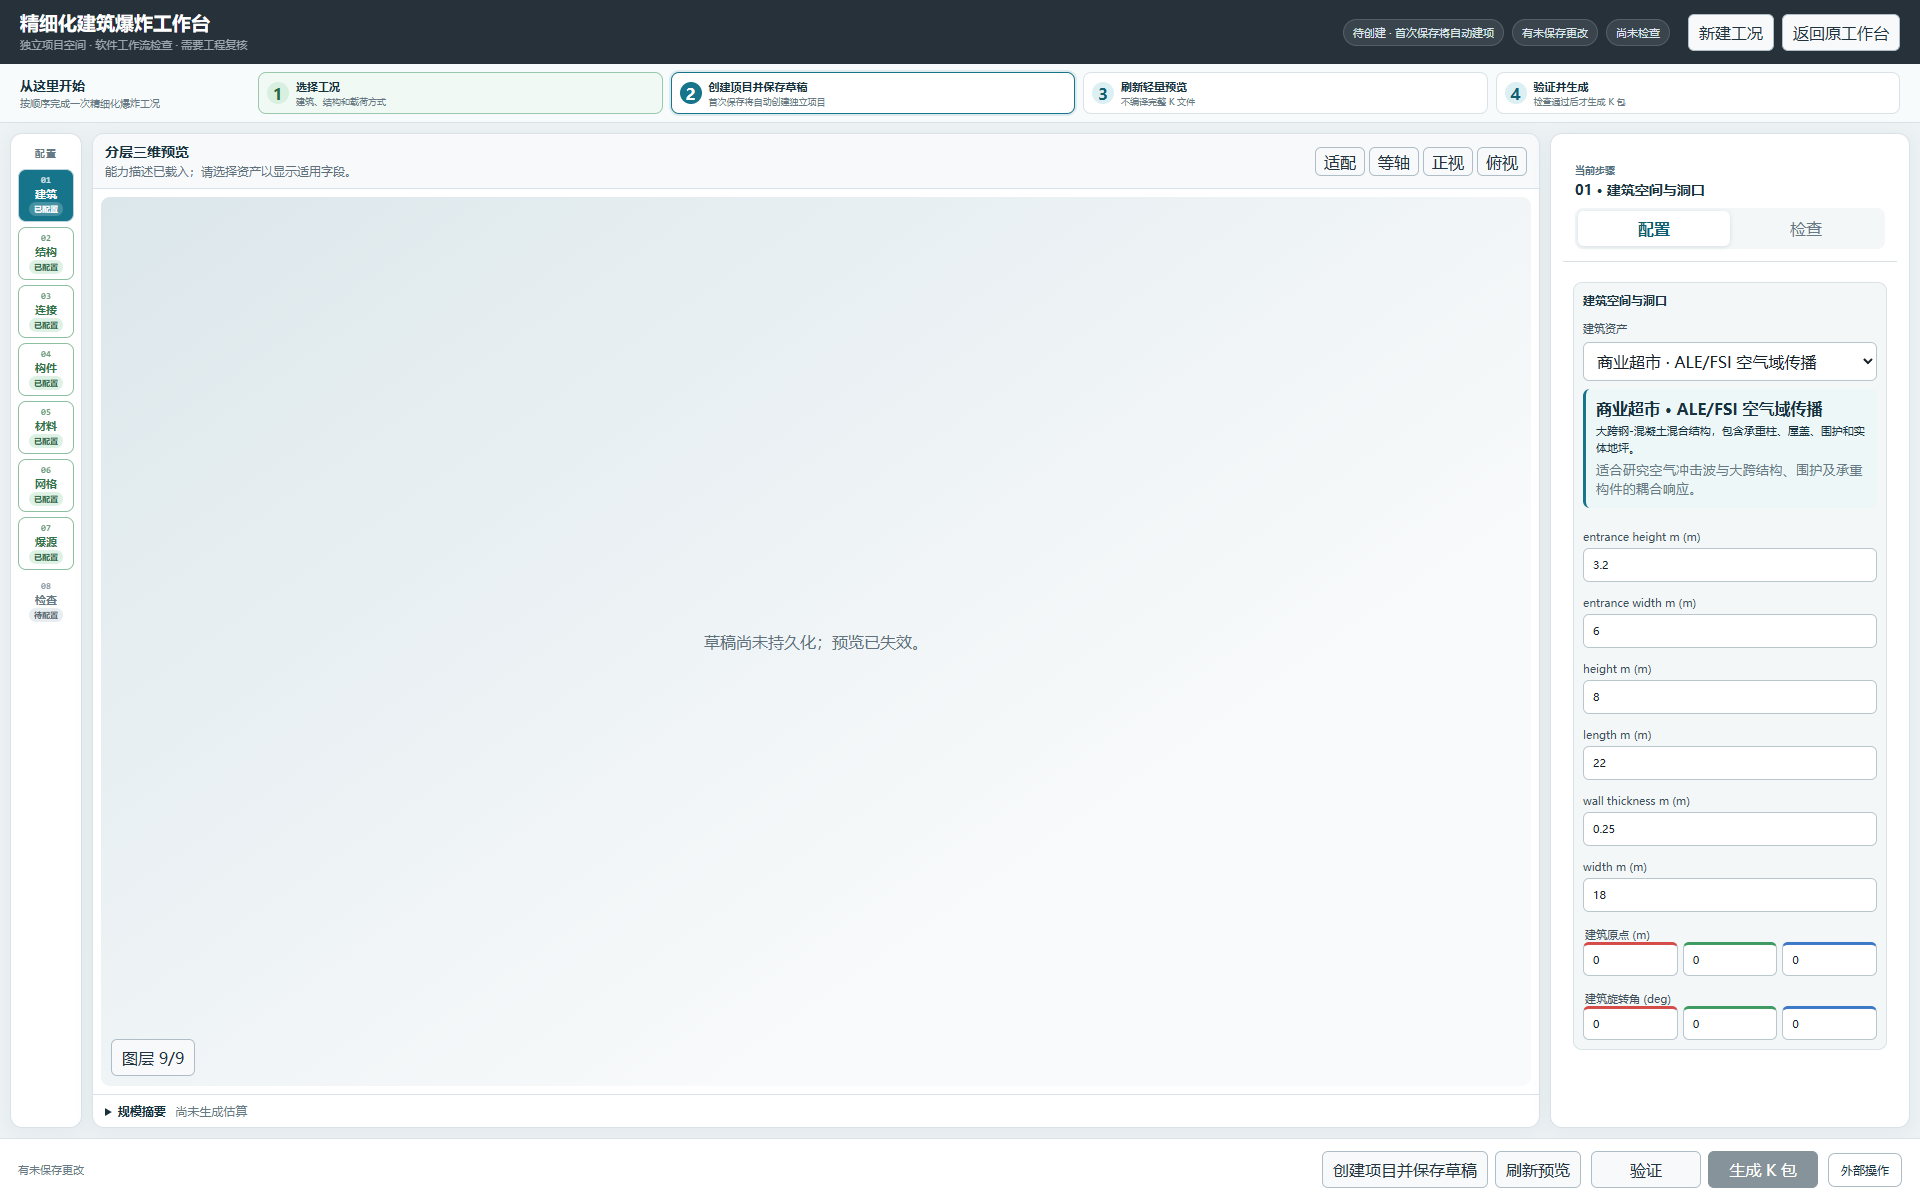 精细化建筑爆炸工作台
独立项目空间 · 软件工作流检查 · 需要工程复核
待创建 · 首次保存将自动建项
有未保存更改
尚未检查
新建工况
返回原工作台
从这里开始
按顺序完成一次精细化爆炸工况
1
选择工况
建筑、结构和载荷方式
2
创建项目并保存草稿
首次保存将自动创建独立项目
3
刷新轻量预览
不编译完整 K 文件
4
验证并生成
检查通过后才生成 K 包
配置
01
建筑
已配置
02
结构
已配置
03
连接
已配置
04
构件
已配置
05
材料
已配置
06
网格
已配置
07
爆源
已配置
08
检查
待配置
分层三维预览
能力描述已载入；请选择资产以显示适用字段。
适配
等轴
正视
俯视
草稿尚未持久化；预览已失效。
图层 9/9
规模摘要 尚未生成估算
当前步骤
01 • 建筑空间与洞口
配置
检查
建筑空间与洞口
建筑资产
商业超市 · ALE/FSI 空气域传播
商业超市 • ALE/FSI 空气域传播
大跨钢-混凝土混合结构，包含承重柱、屋盖、围护和实
体地坪。
适合研究空气冲击波与大跨结构、围护及承重
构件的耦合响应。
entrance height m (m)
3.2
entrance width m (m)
6
height m (m)
8
length m (m)
22
wall thickness m (m)
0.25
width m (m)
18
建筑原点 (m)
0
0
0
建筑旋转角 (deg)
0
0
0
有未保存更改
创建项目并保存草稿
刷新预览
验证
生成 K 包
外部操作